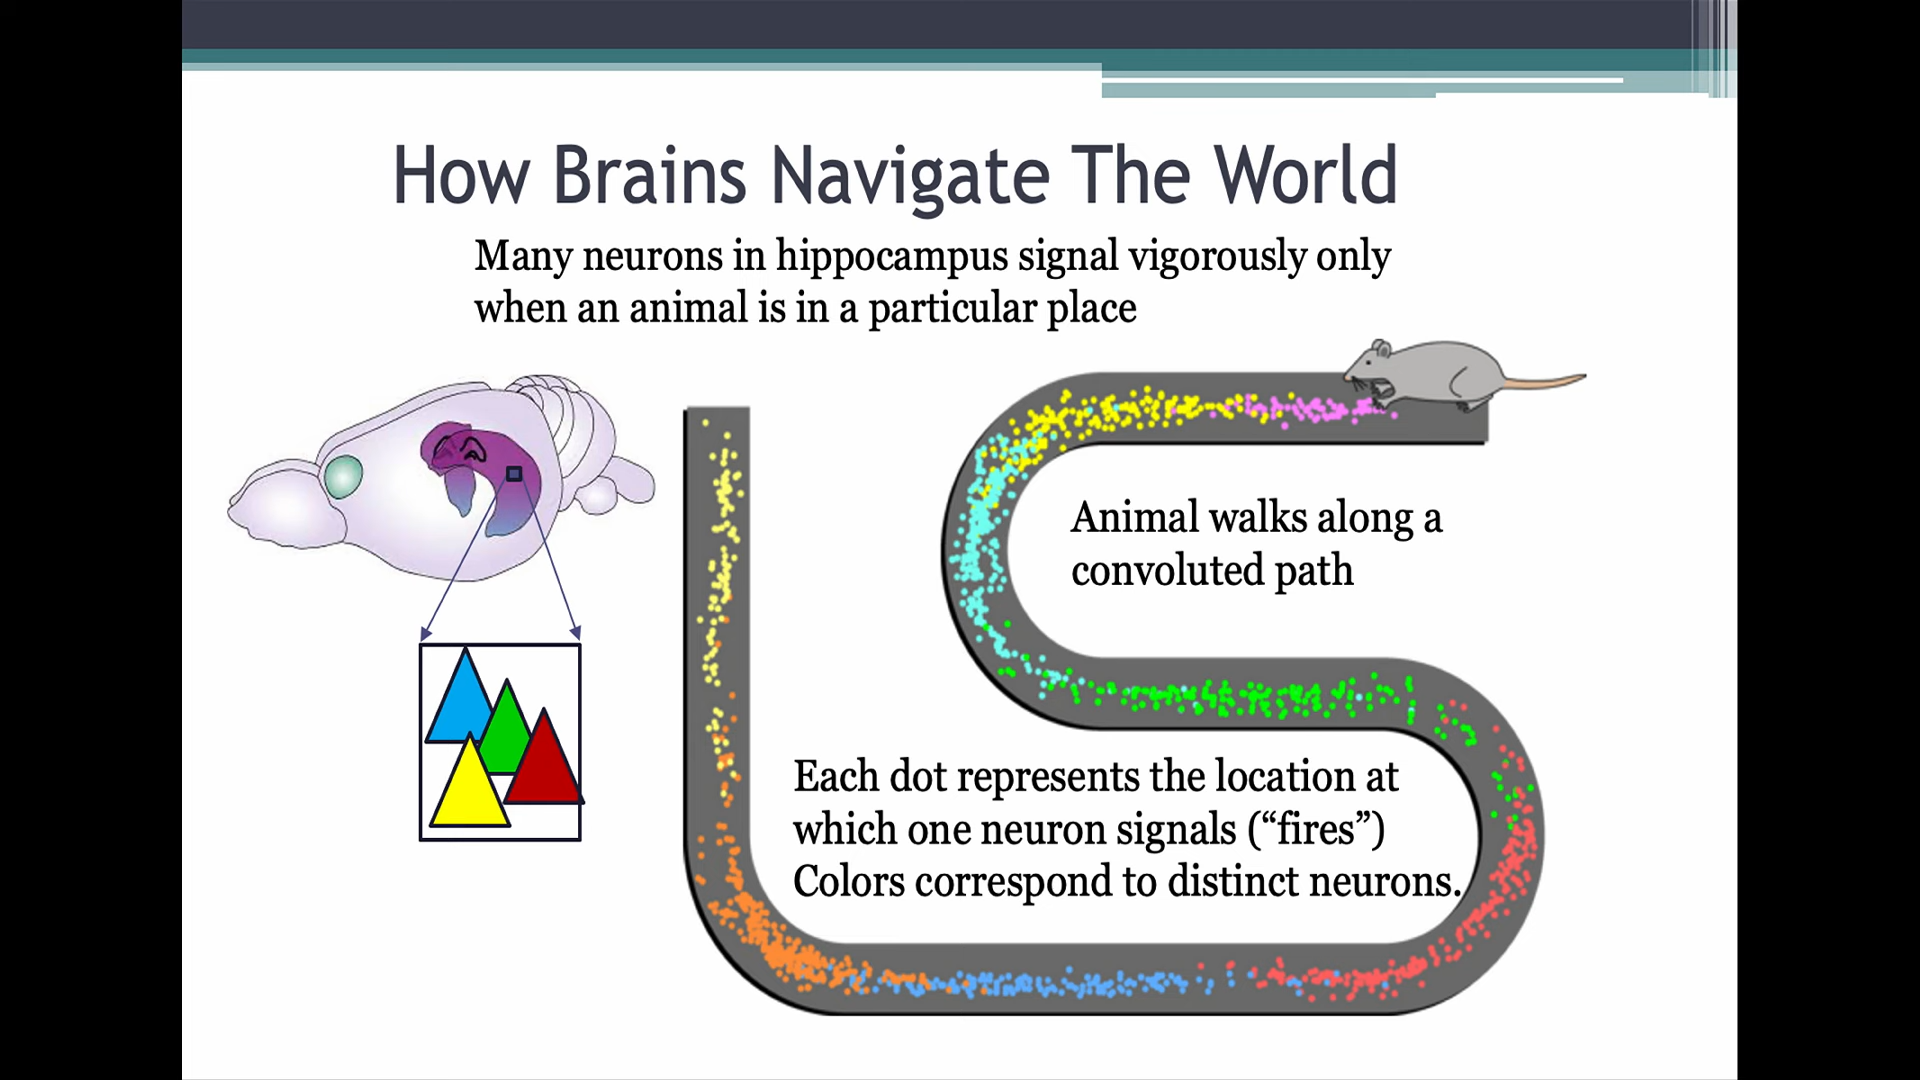 How Brains Navigate The World
Many neurons in hippocampus signal vigorously only
when an animal is in a particular place
Animal walks along a
convoluted path
Each dot represents the location at
which one neuron signals (“fires”)
Colors correspond to distinct neurons.